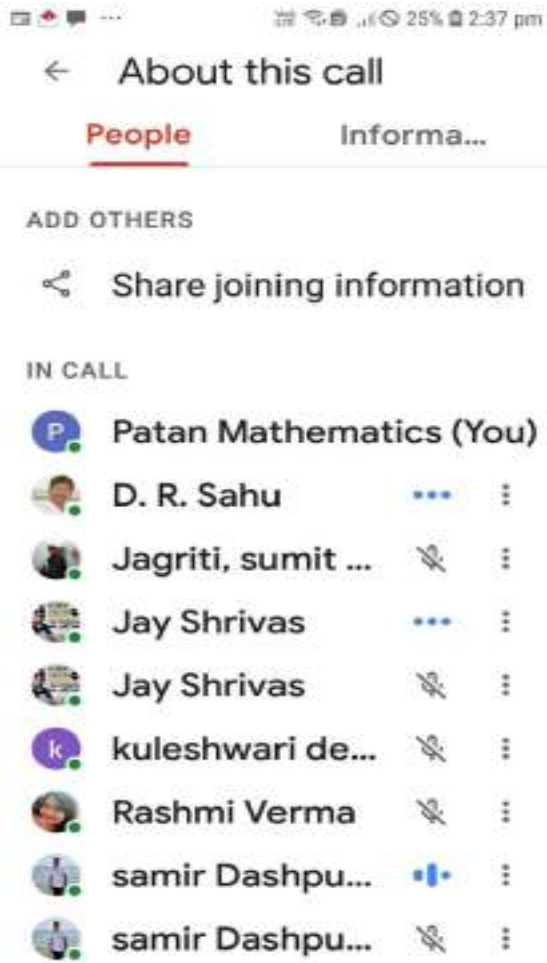 25% 2:37 pm
About this call
People Informa...
ADD OTHERS
Share joining information
IN CALL
P Patan Mathematics (You)
D. R. Sahu
Jagriti, sumit ...
Jay Shrivas
Jay Shrivas
k kuleshwari de...
Rashmi Verma
samir Dashpu...
samir Dashpu...